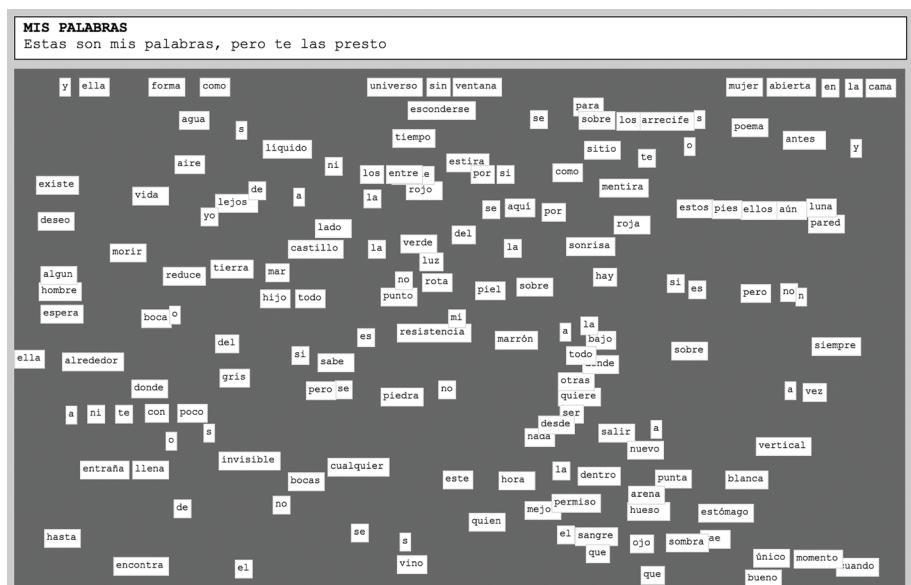 MIS PALABRAS
Estas son mis palabras, pero te las presto
y ella forma como universo sin ventana mujer abierta en la cama
esconderse para
agua s se sobre los arrecife s poema
tiempo antes
líquido sitio o y
aire ni estira te
los entre por si como
existe vida de rojo mentira
lejos a la
yo se aquí por estos pies ellos aún luna
deseo lado roja pared
castillo la verde del la sonrisa
morir luz
algun reduce tierra mar no rota hay si
hombre hijo todo punto piel sobre es pero no n
espera boca o mi
resistencia a la
del es marrón bajo siempre
ella alrededor si sabe todo sobre
gris otras
donde pero se piedra no quiere a vez
a ni te con poco ser
o s desde salir a
nada nuevo vertical
entraña llena invisible cualquier la
bocas este hora dentro punta blanca
de no permiso arena
quien hueso estómago
hasta se s el sangre ojo sombra
vino que único momento cuando
encontra el que bueno